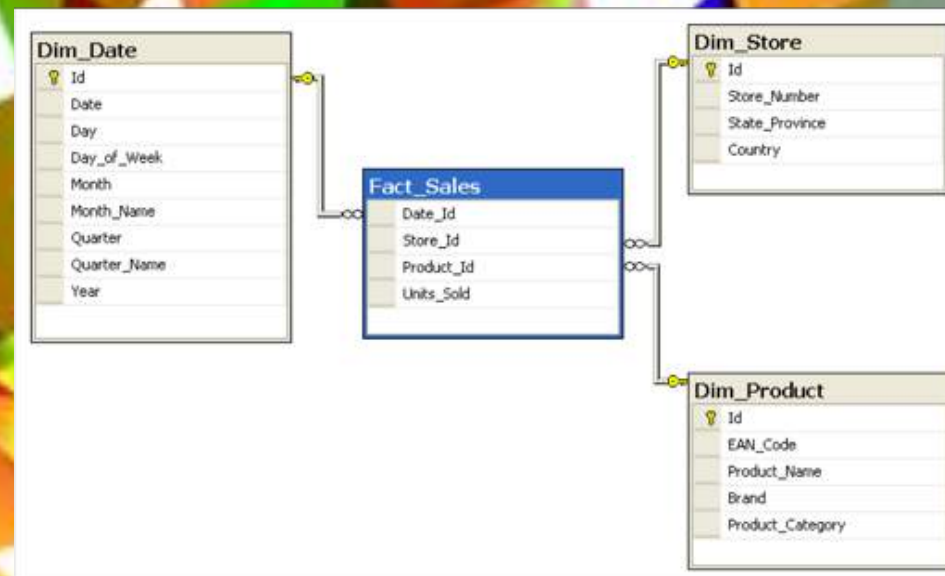 Dim_Date
Id
Date
Day
Day_of_Week
Month
Month_Name
Quarter
Quarter_Name
Year
Fact_Sales
Date_Id
Store_Id
Product_Id
Units_Sold
Dim_Store
Id
Store_Number
State_Province
Country
Dim_Product
Id
EAN_Code
Product_Name
Brand
Product_Category